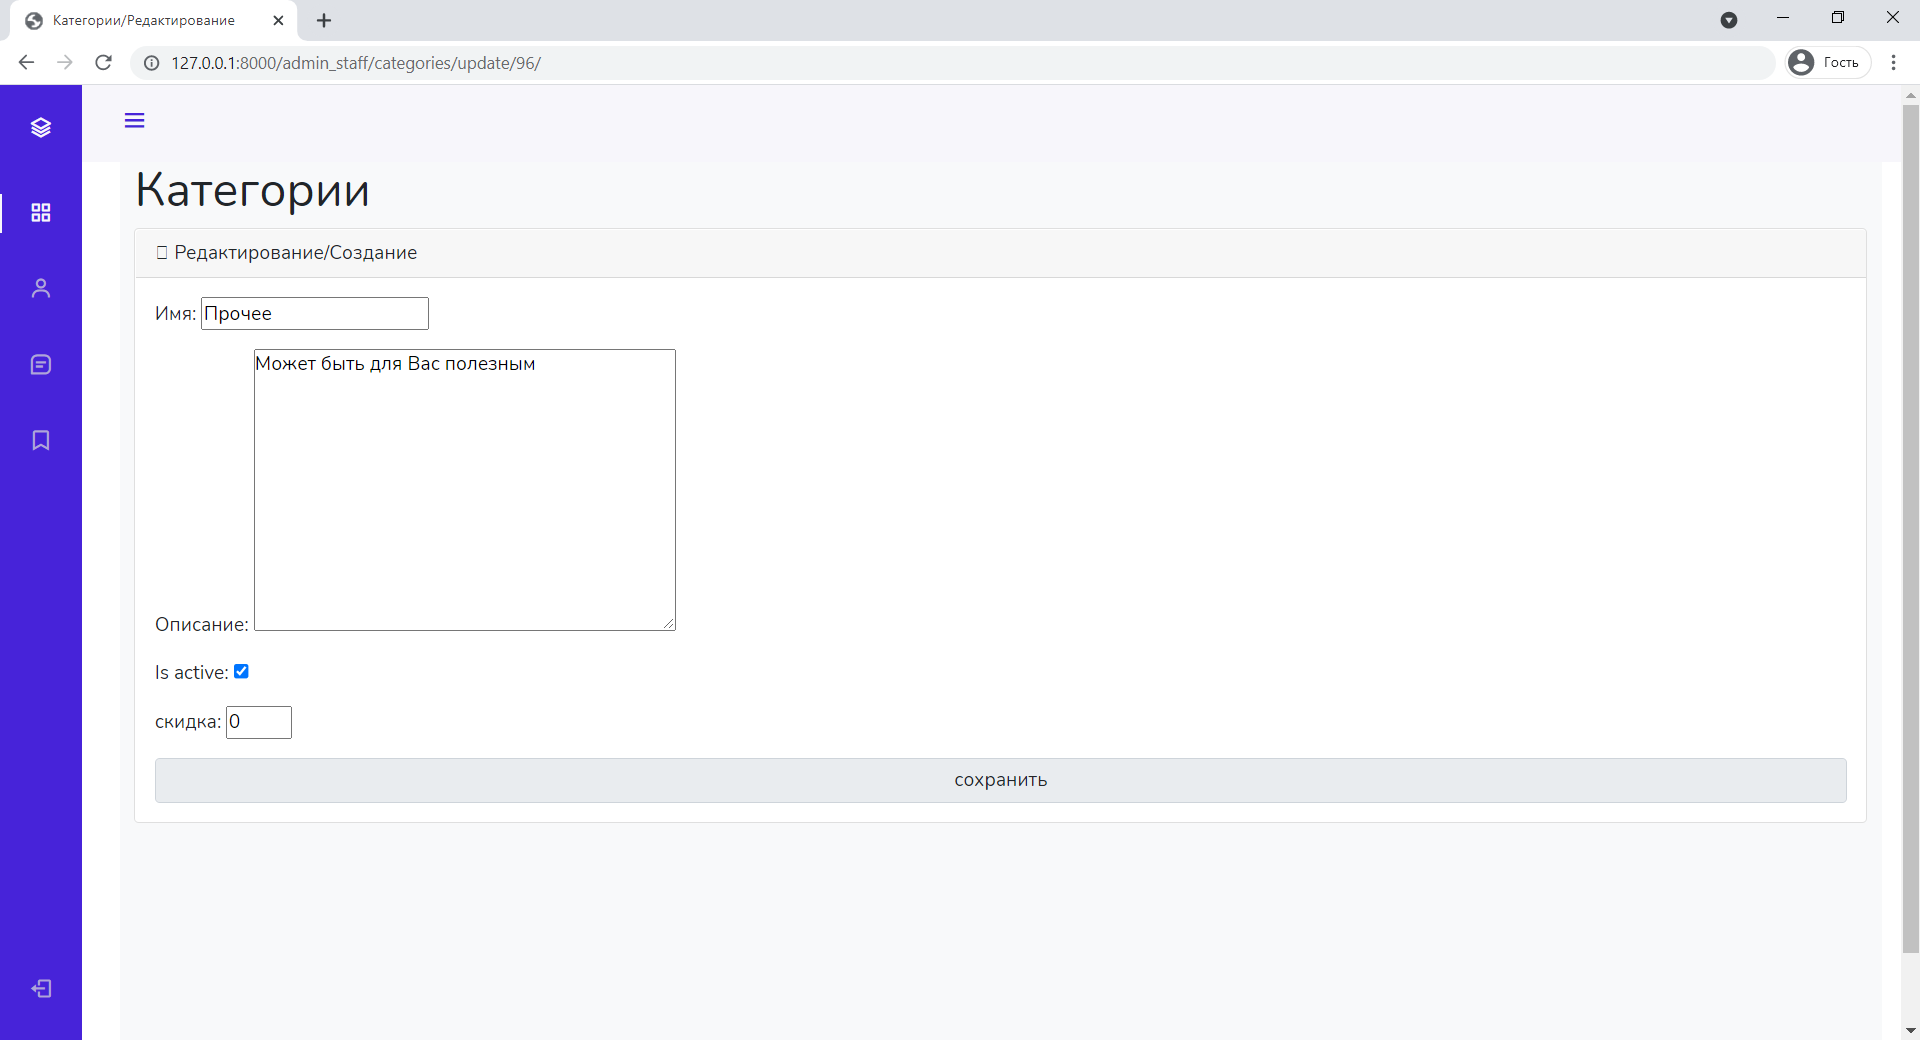 Категории/Редактирование
127.0.0.1:8000/admin_staff/categories/update/96/
Гость
Категории
Редактирование/Создание
Имя: Прочее
Может быть для Вас полезным
Описание:
Is active:
скидка: 0
сохранить